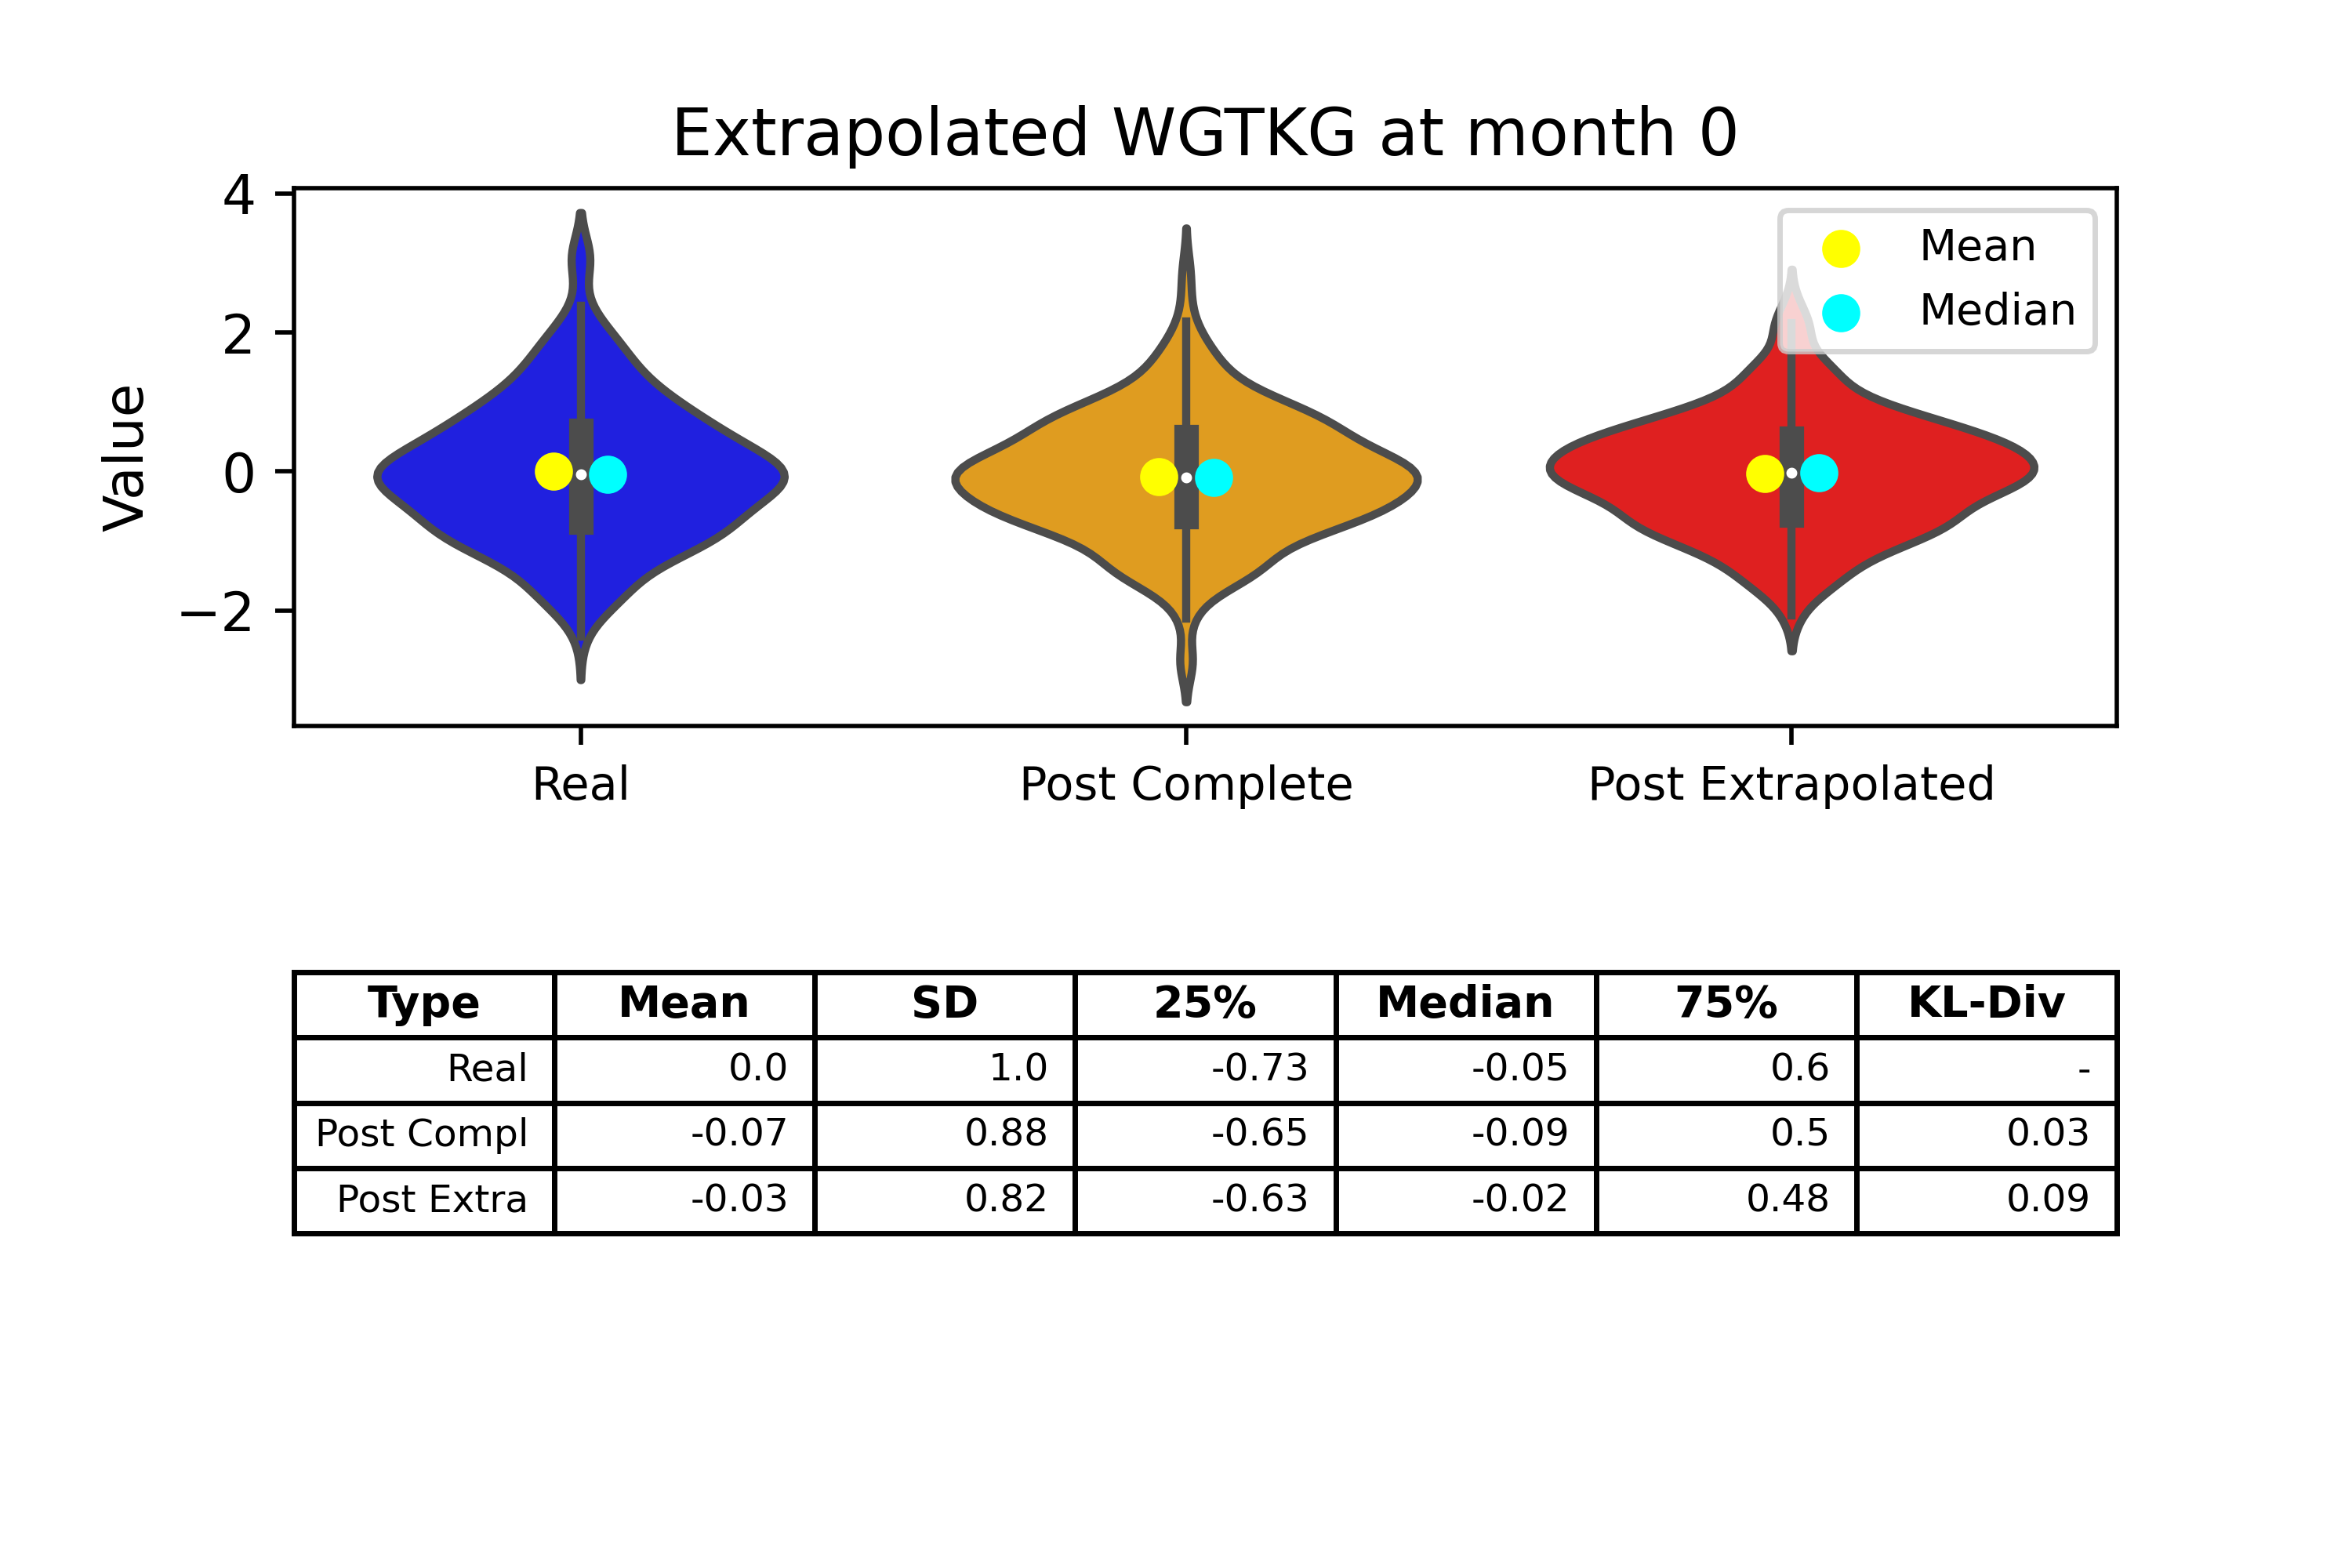 Extrapolated WGTKG at month 0
4
2
0
−2
Value
Mean
Median
Real Post Complete Post Extrapolated
Type Mean SD 25% Median 75% KL-Div
Real 0.0 1.0 -0.73 -0.05 0.6 -
Post Compl -0.07 0.88 -0.65 -0.09 0.5 0.03
Post Extra -0.03 0.82 -0.63 -0.02 0.48 0.09